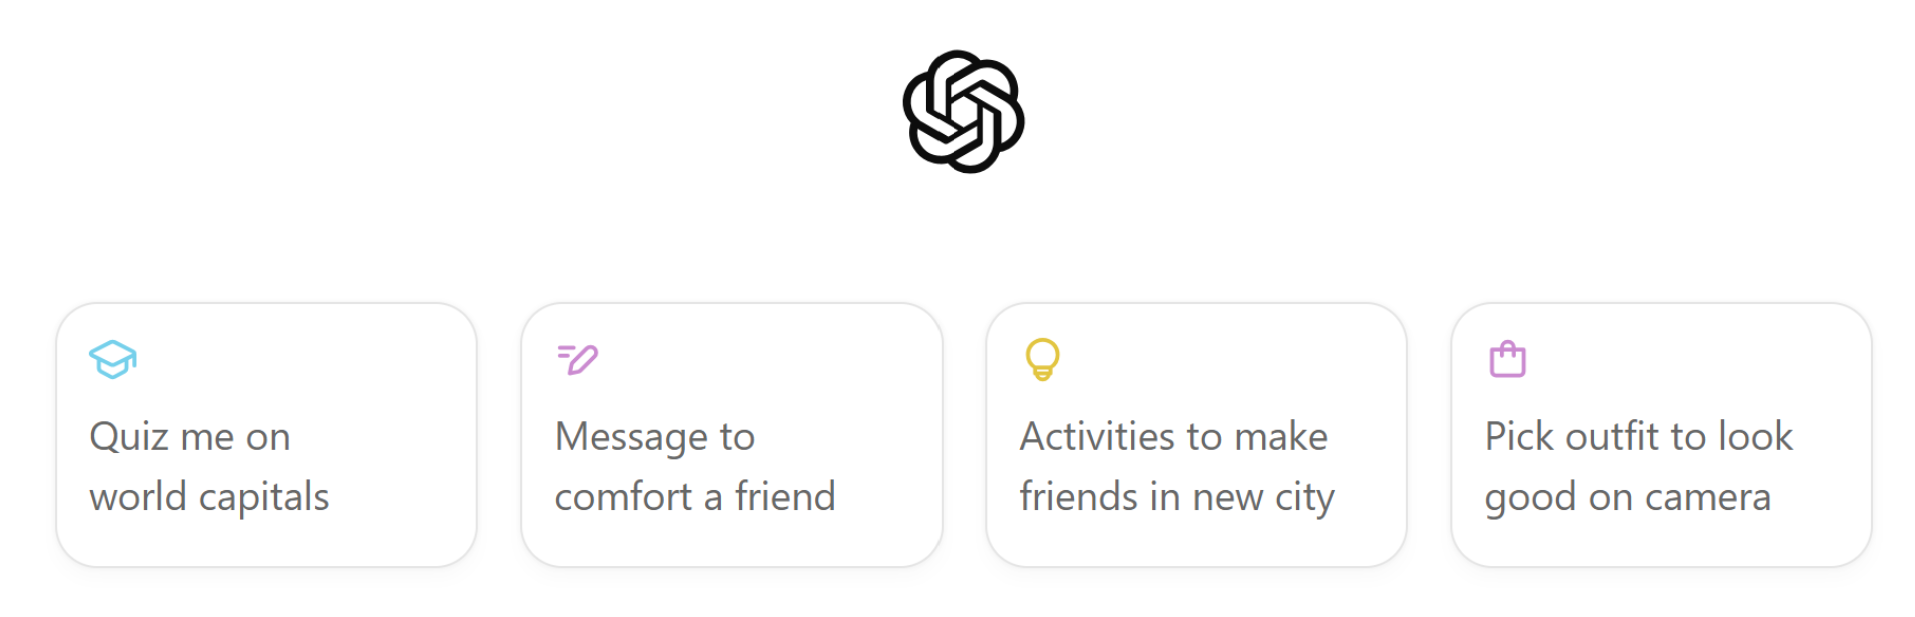 Quiz me on
world capitals
Message to
comfort a friend
Activities to make
friends in new city
Pick outfit to look
good on camera